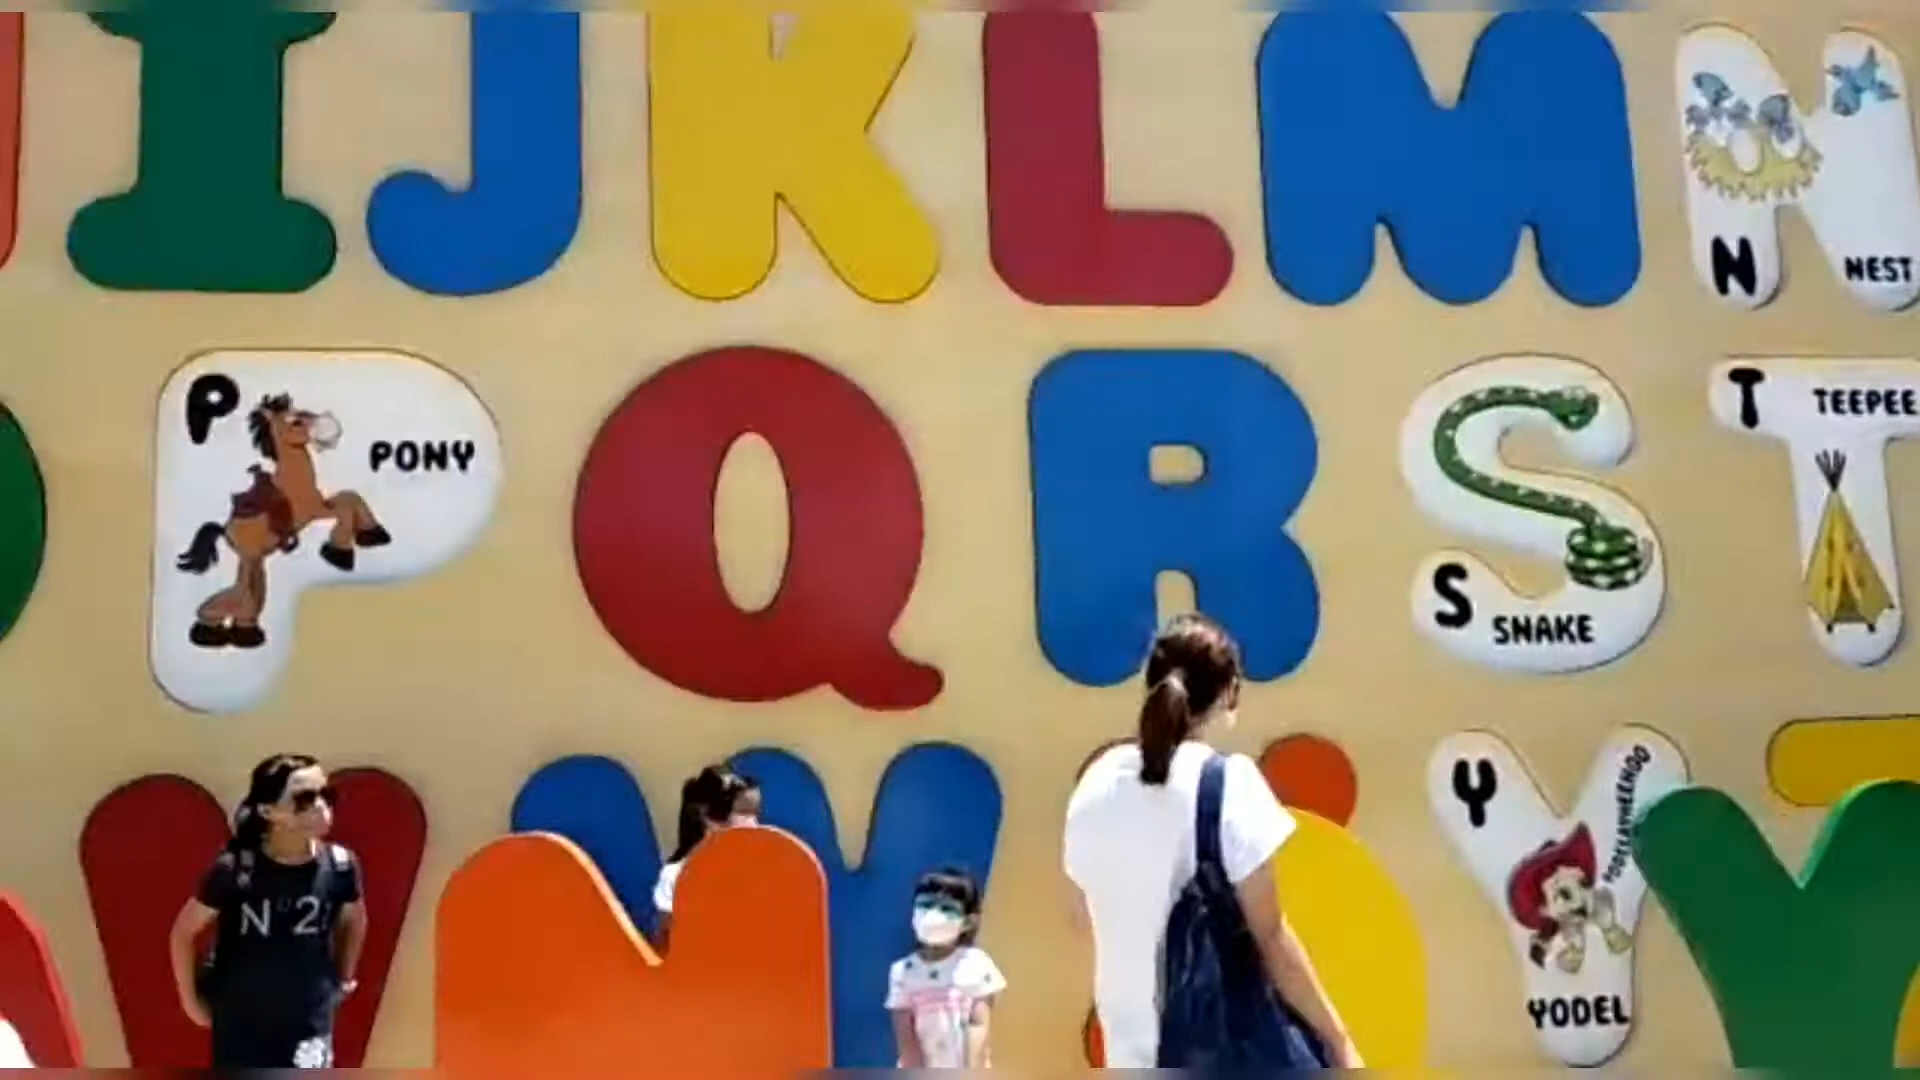 I J K L M N
N NEST
P Q R S T
P PONY
S SNAKE
T TEEPEE
V W Y
Y
YODEL
N°2